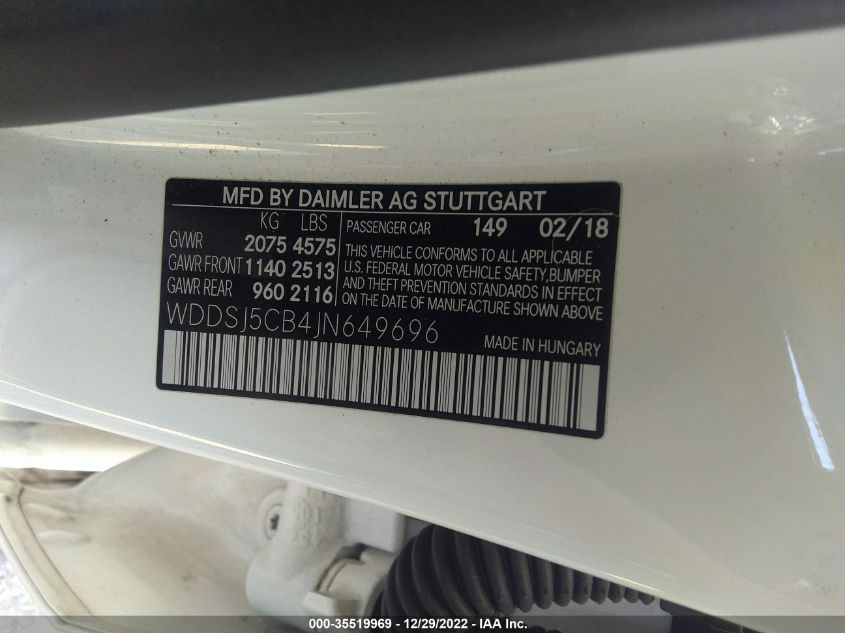 MFD BY DAIMLER AG STUTTGART
KG LBS
GVWR 2075 4575
GAWR FRONT 1140 2513
GAWR REAR 960 2116
PASSENGER CAR 149 02/18
THIS VEHICLE CONFORMS TO ALL APPLICABLE
U.S. FEDERAL MOTOR VEHICLE SAFETY,BUMPER
AND THEFT PREVENTION STANDARDS IN EFFECT
ON THE DATE OF MANUFACTURE SHOWN ABOVE
WDDSJ5CB4JN649696
MADE IN HUNGARY
000-35519969 - 12/29/2022 - IAA Inc.